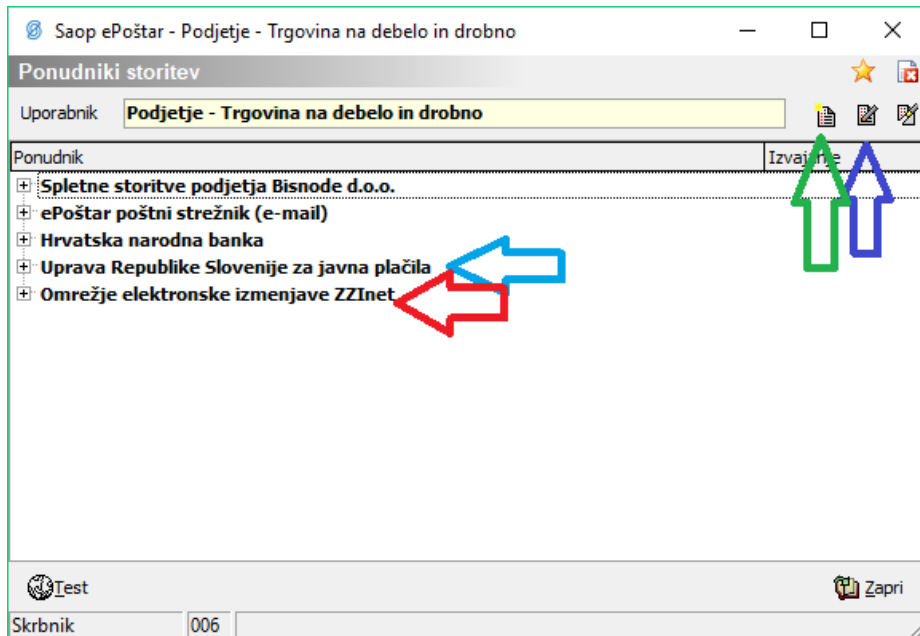 Saop ePoštar - Podjetje - Trgovina na debelo in drobno
Ponudniki storitev
Uporabnik Podjetje - Trgovina na debelo in drobno
Ponudnik Izvajanje
Spletne storitve podjetja Bisnode d.o.o.
ePoštar poštni strežnik (e-mail)
Hrvatska narodna banka
Uprava Republike Slovenije za javna plačila
Omrežje elektronske izmenjave ZZInet
Test Zapri
Skrbnik 006